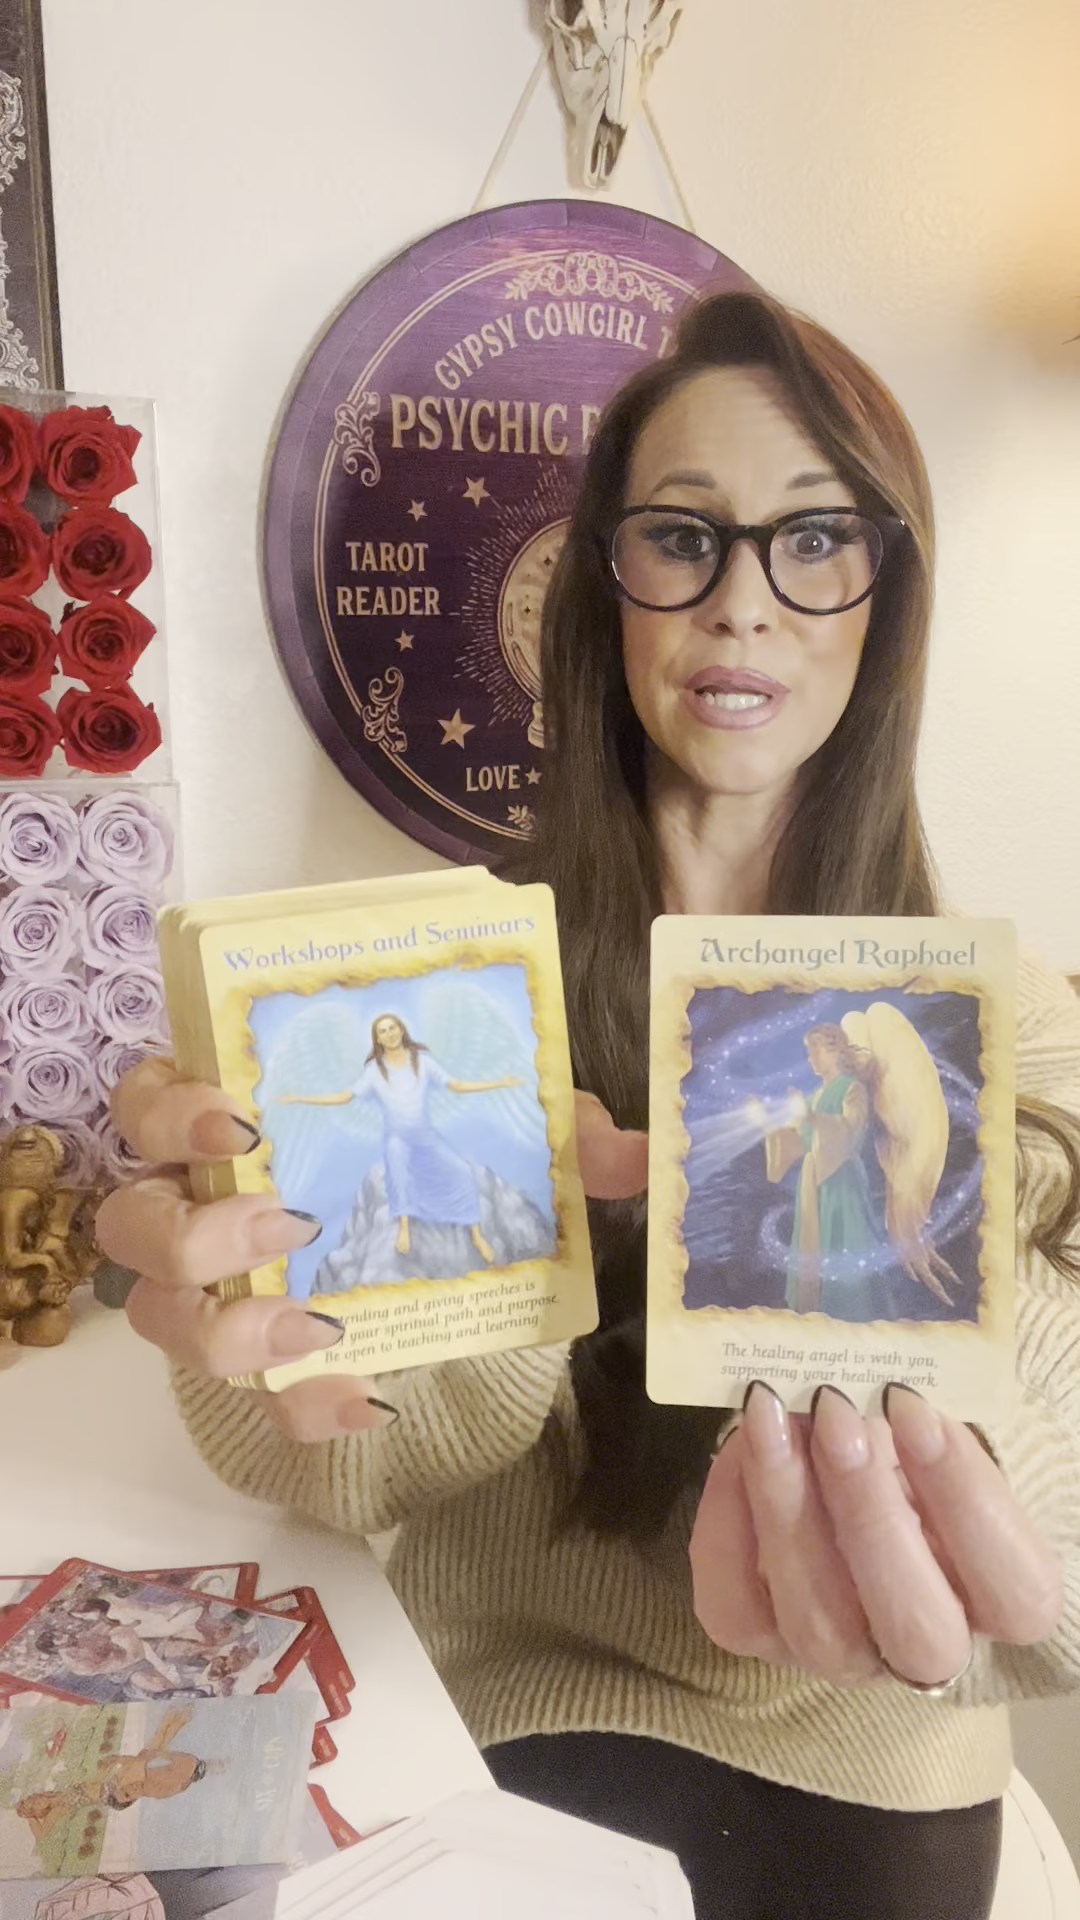 GYPSY COWGIRL
PSYCHIC
TAROT
READER
LOVE
Workshops and Seminars
and giving speeches is
your spiritual path and purpose.
Be open to teaching and learning.
Archangel Raphael
The healing angel is with you,
supporting your healing work.